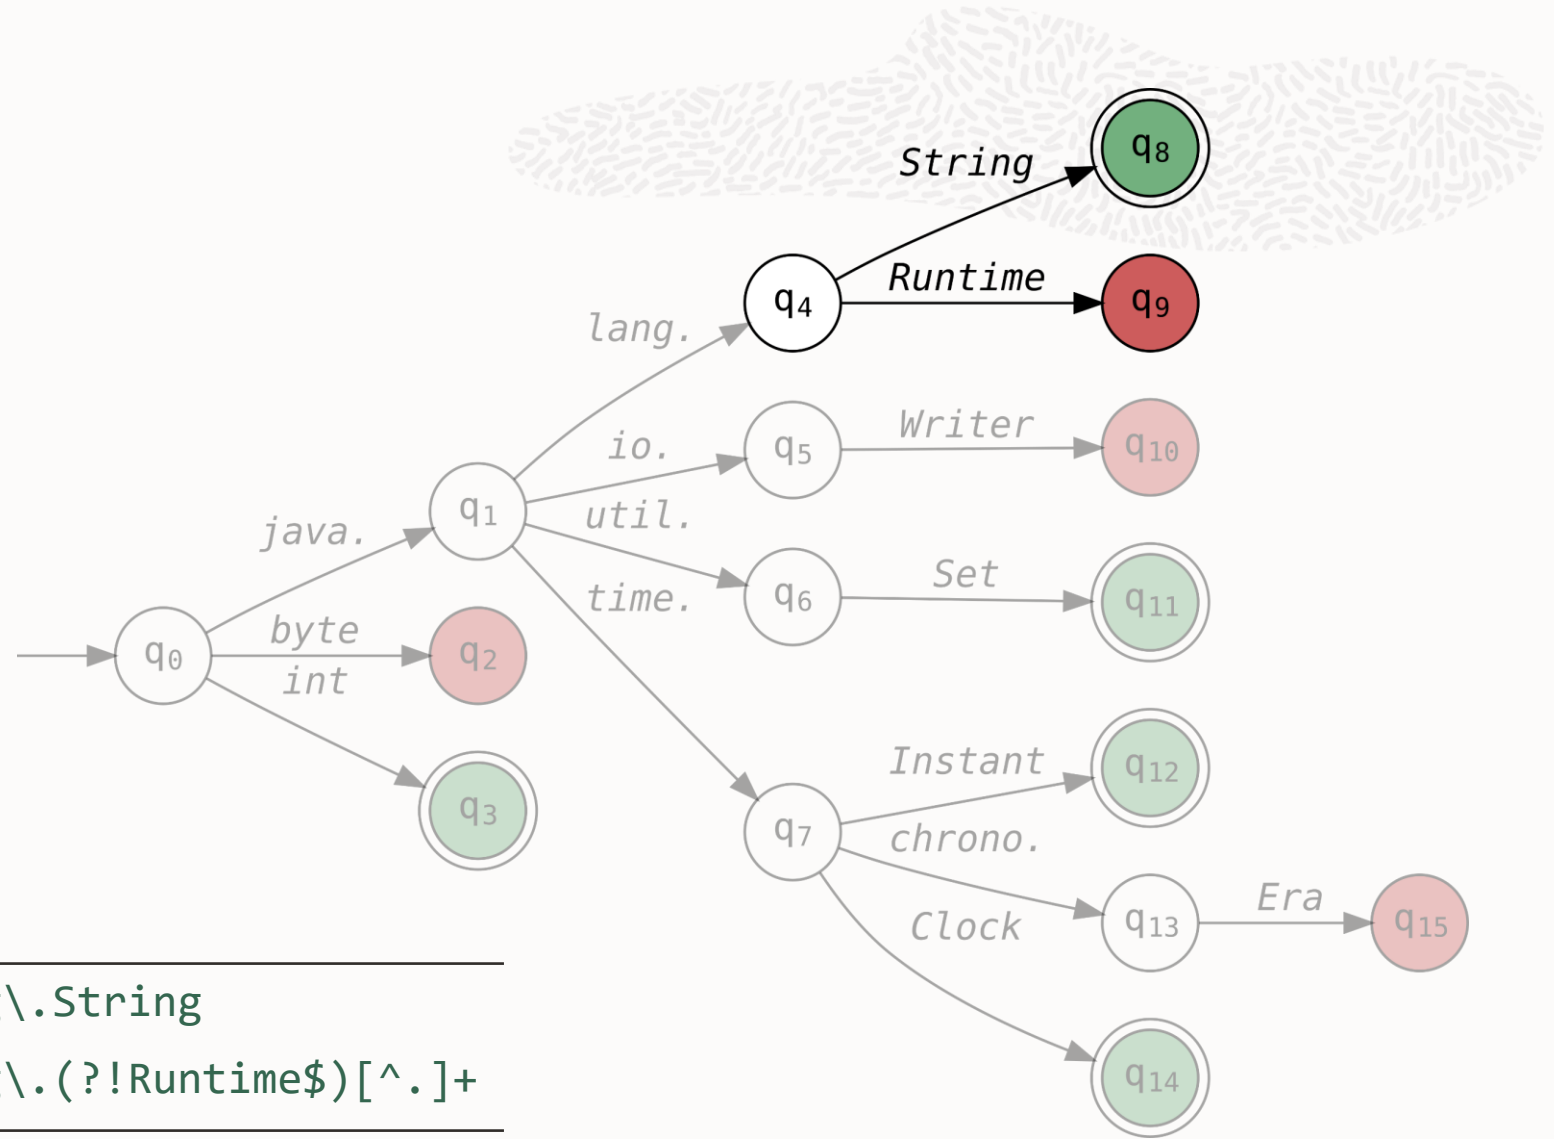 String
q8
Runtime
q4
q9
lang.
Writer
io.
q5
q10
q1
util.
java.
Set
time.
q6
q11
byte
q0
q2
int
Instant
q12
q3
q7
chrono.
Era
Clock
q13
q15
\.String
\.(?!Runtime$)[^.]+
q14